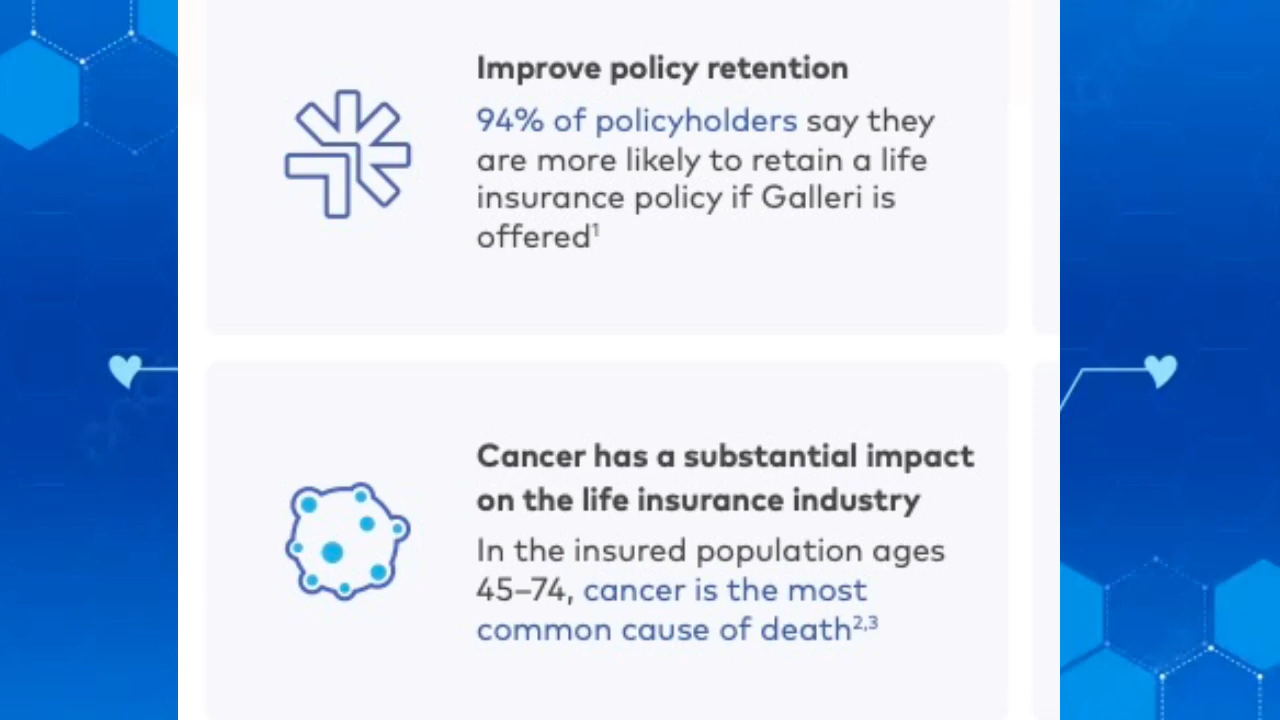 Improve policy retention
94% of policyholders say they
are more likely to retain a life
insurance policy if Galleri is
offered¹
Cancer has a substantial impact
on the life insurance industry
In the insured population ages
45–74, cancer is the most
common cause of death²,³